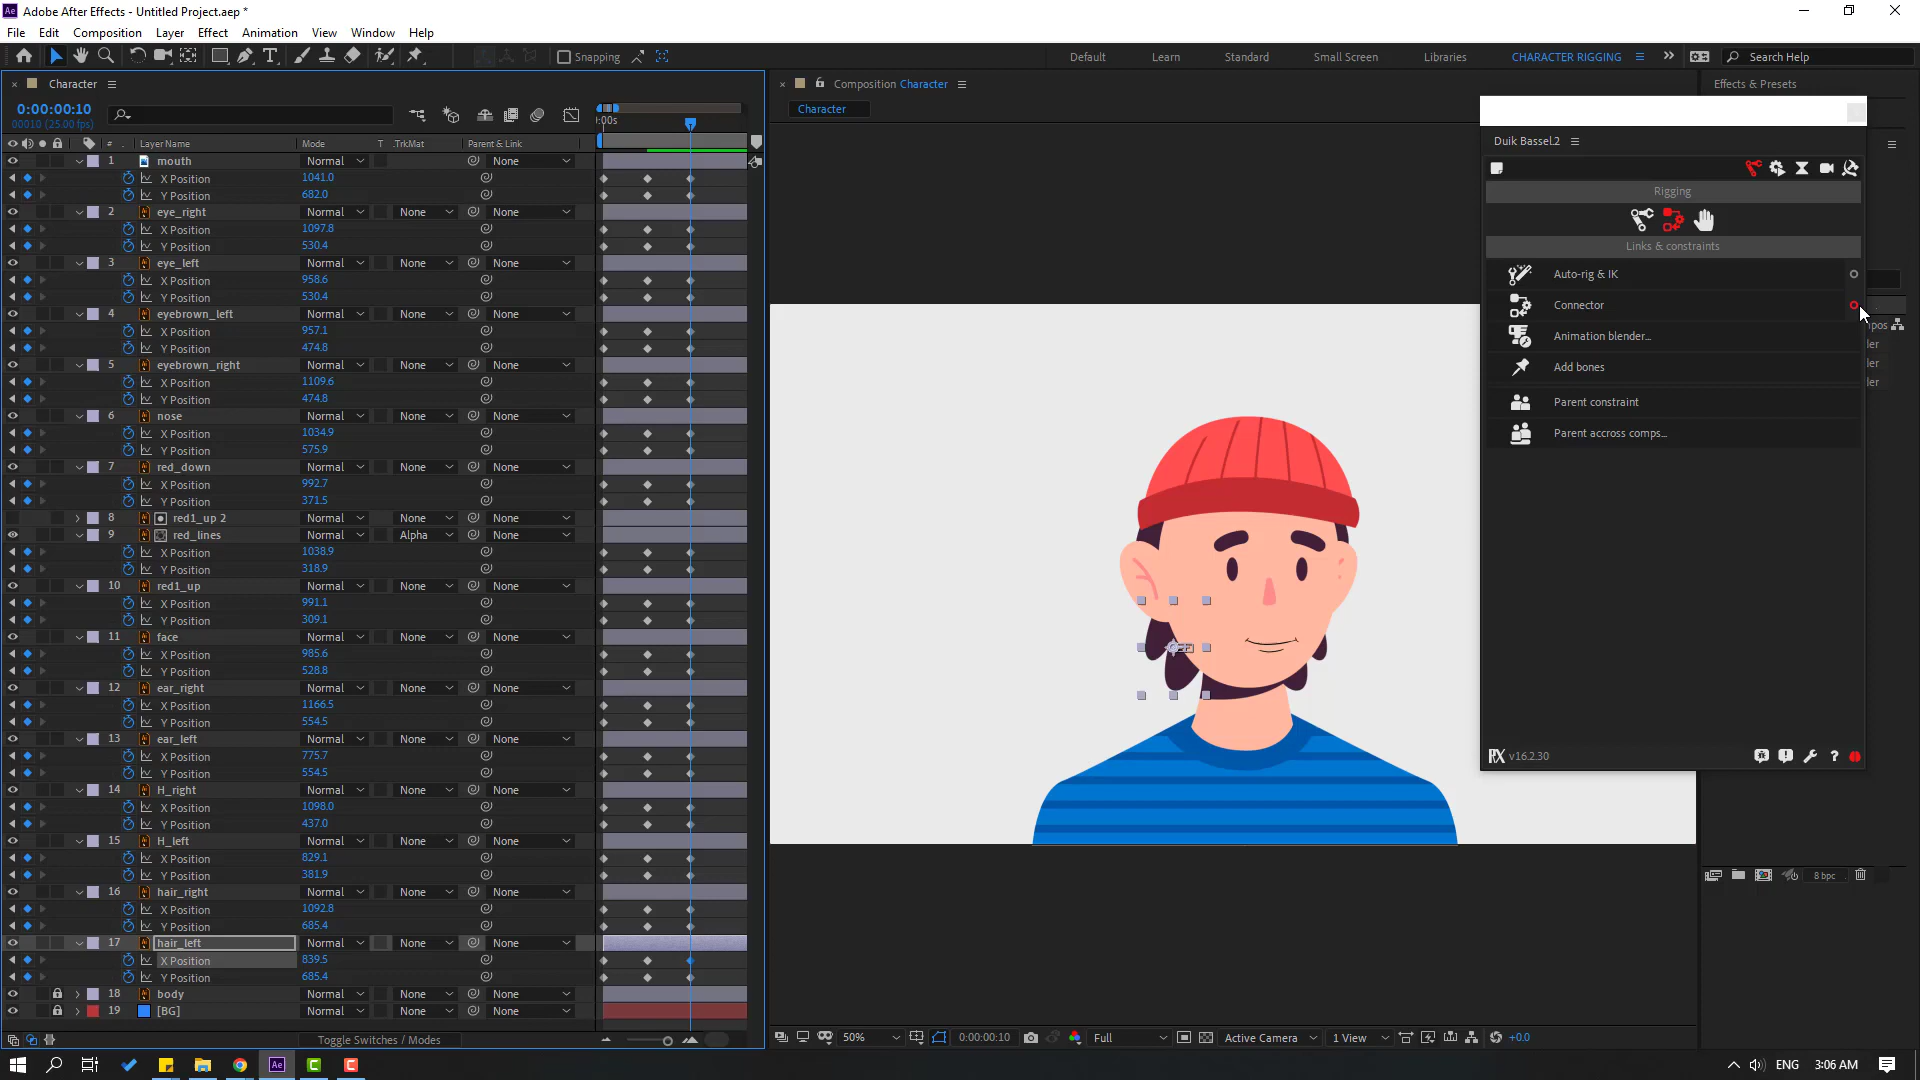 Adobe After Effects - Untitled Project.aep *
File Edit Composition Layer Effect Animation View Window Help
Snapping Default Learn Standard Small Screen Libraries CHARACTER RIGGING Search Help
Character
Composition Character
Effects & Presets
0:00:00:10
00010 (25.00 fps)
Character
# Layer Name Mode T .TrkMat Parent & Link
1 mouth Normal None
X Position 1041.0
Y Position 682.0
2 eye_right Normal None None
X Position 1097.8
Y Position 530.4
3 eye_left Normal None None
X Position 958.6
Y Position 530.4
4 eyebrown_left Normal None None
X Position 957.1
Y Position 474.8
5 eyebrown_right Normal None None
X Position 1109.6
Y Position 474.8
6 nose Normal None None
X Position 1034.9
Y Position 575.9
7 red_down Normal None None
X Position 992.7
Y Position 371.5
8 red1_up 2 Normal None None
9 red_lines Normal Alpha None
X Position 1038.9
Y Position 318.9
10 red1_up Normal None None
X Position 991.1
Y Position 309.1
11 face Normal None None
X Position 985.6
Y Position 528.8
12 ear_right Normal None None
X Position 1166.5
Y Position 554.5
13 ear_left Normal None None
X Position 775.7
Y Position 554.5
14 H_right Normal None None
X Position 1098.0
Y Position 437.0
15 H_left Normal None None
X Position 829.1
Y Position 381.9
16 hair_right Normal None None
X Position 1092.8
Y Position 685.4
17 hair_left Normal None None
X Position 839.5
Y Position 685.4
18 body Normal None None
19 [BG] Normal None None
Toggle Switches / Modes
Duik Bassel.2
Rigging
Links & constraints
Auto-rig & IK
Connector
Animation blender...
Add bones
Parent constraint
Parent accross comps...
v16.2.30
8 bpc
50% 0:00:00:10 Full Active Camera 1 View +0.0
ENG 3:06 AM